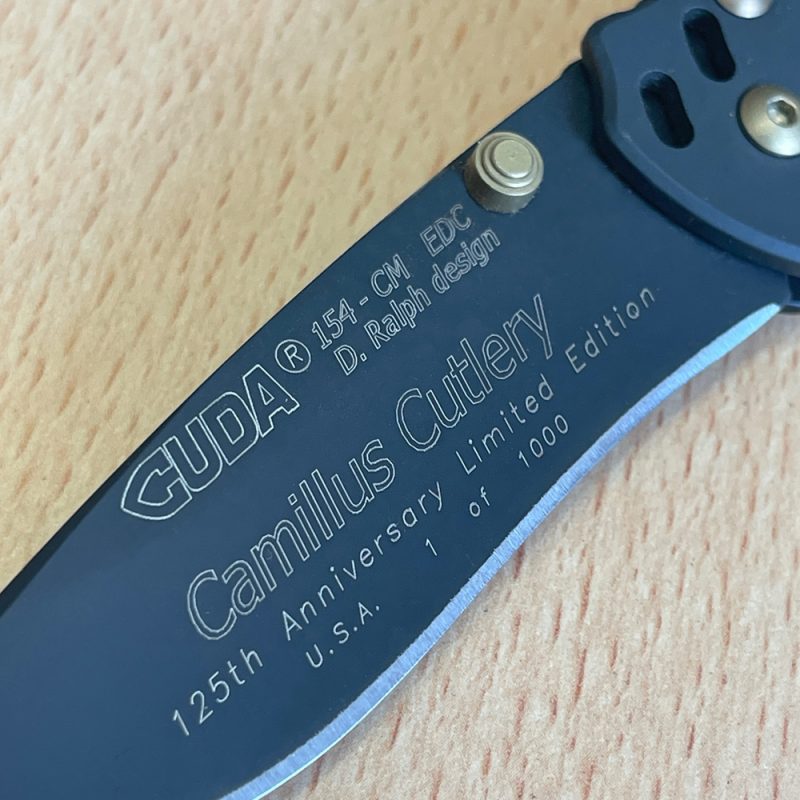 CUDA® 154-CM EDC
D. Ralph design
Camillus Cutlery
125th Anniversary Limited Edition
U.S.A. 1 of 1000